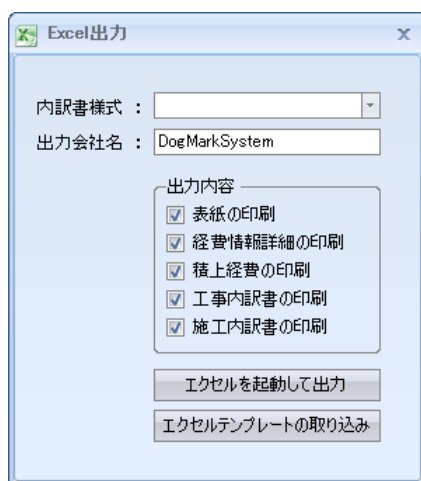 Excel出力
内訳書様式 :
出力会社名 : DogMarkSystem
出力内容
表紙の印刷
経費情報詳細の印刷
積上経費の印刷
工事内訳書の印刷
施工内訳書の印刷
エクセルを起動して出力
エクセルテンプレートの取り込み